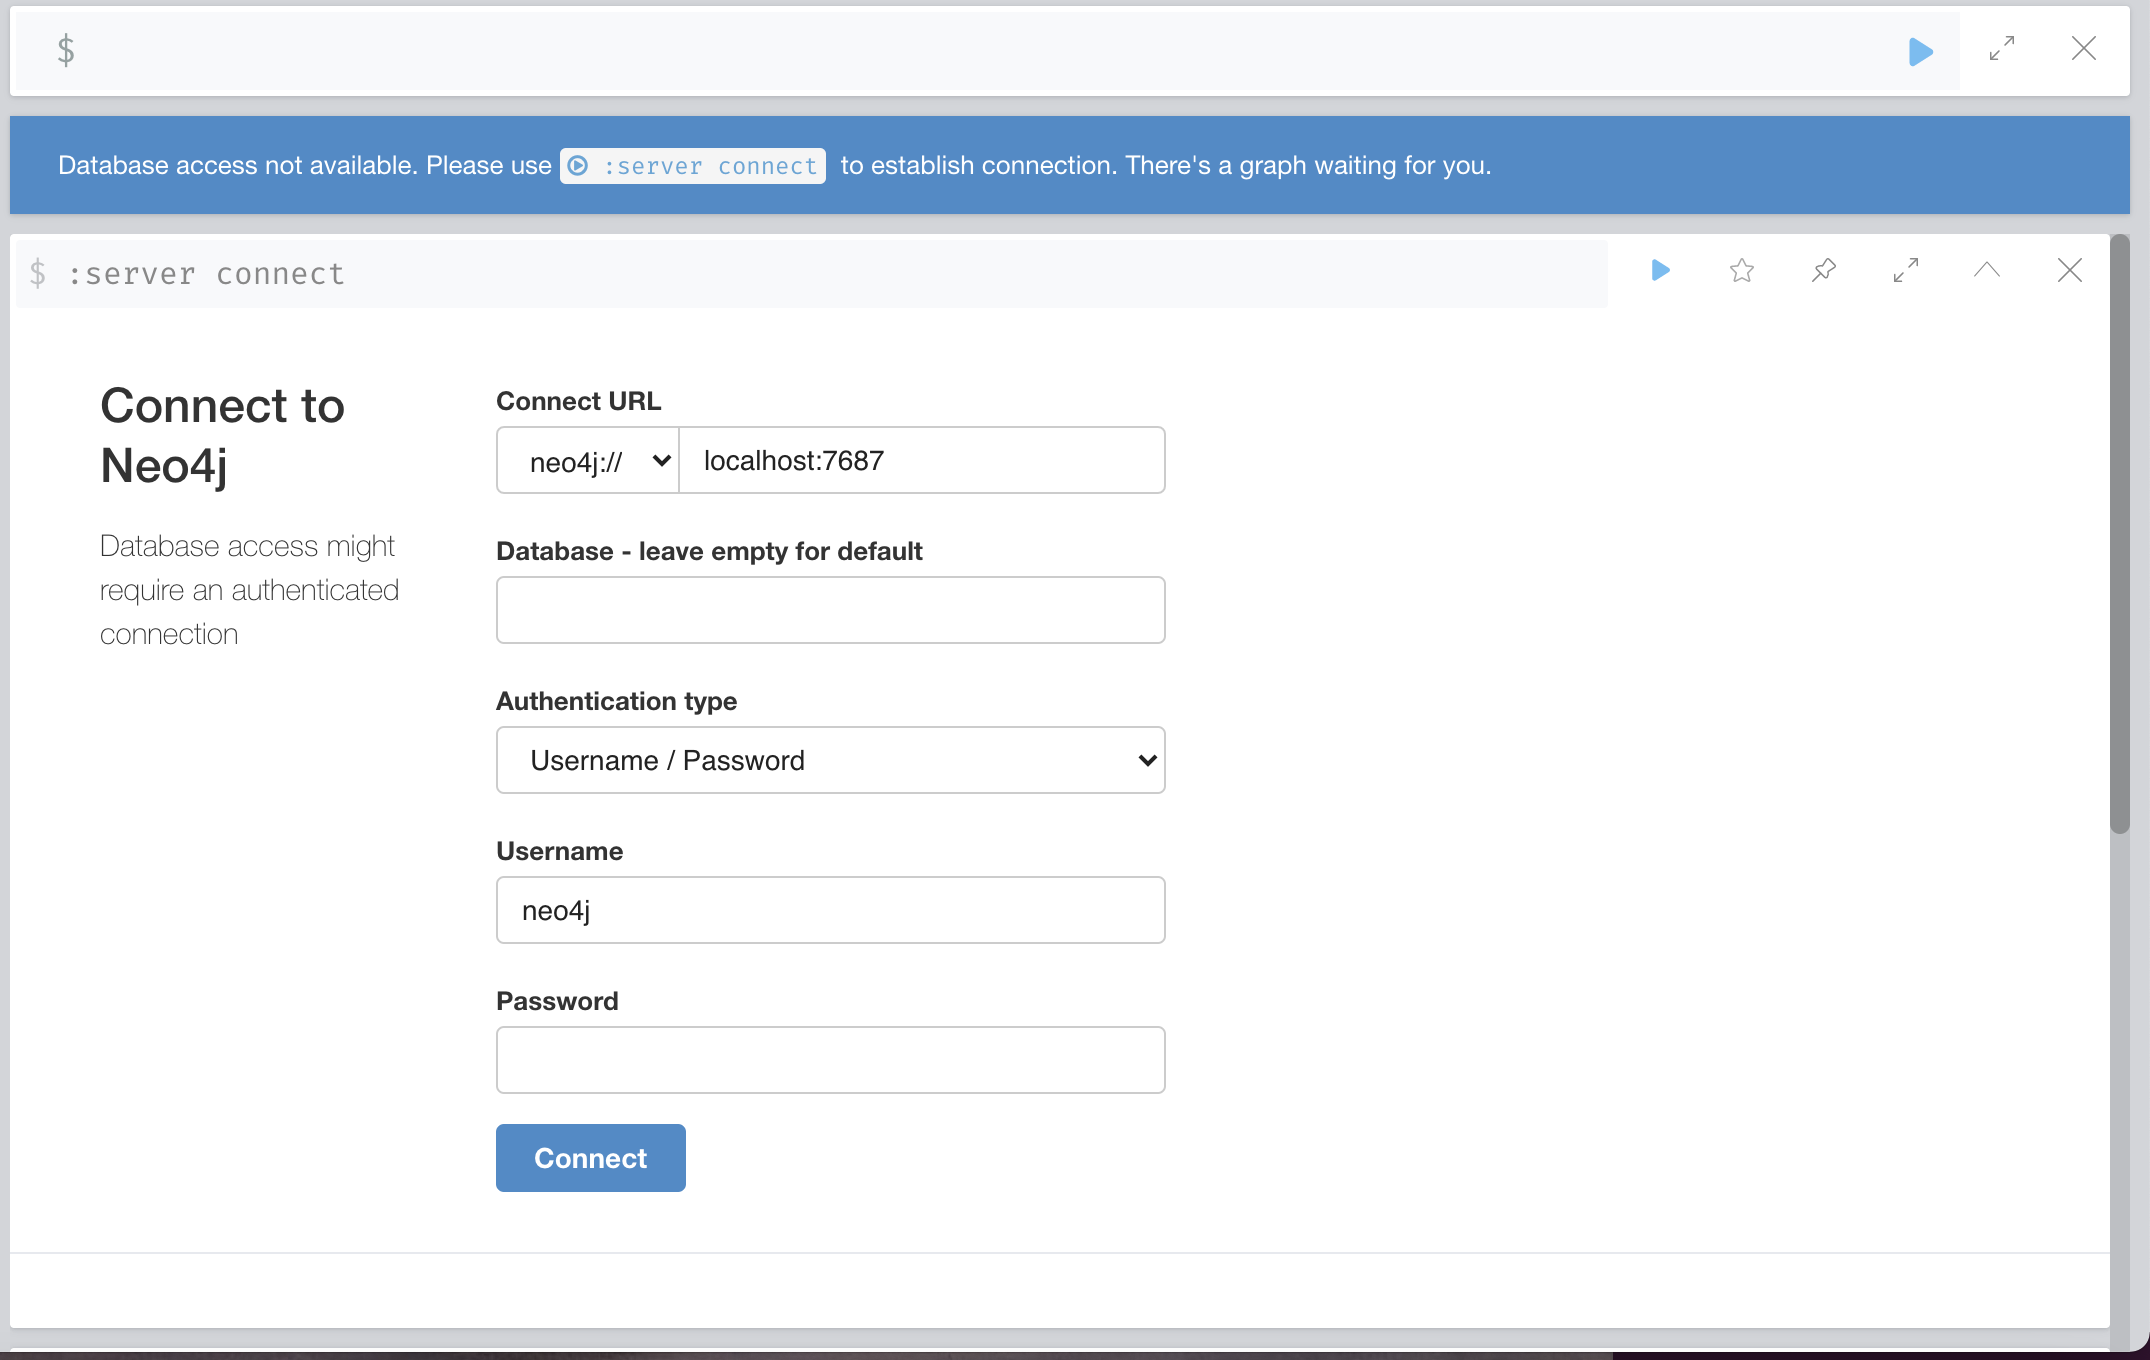 $
Database access not available. Please use :server connect to establish connection. There's a graph waiting for you.
$ :server connect
Connect to
Neo4j
Database access might
require an authenticated
connection
Connect URL
neo4j:// localhost:7687
Database - leave empty for default
Authentication type
Username / Password
Username
neo4j
Password
Connect